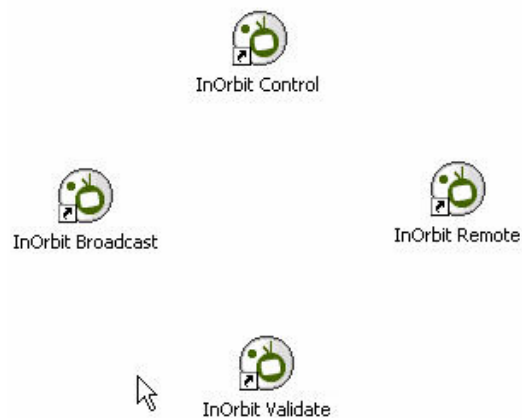 InOrbit Control
InOrbit Broadcast
InOrbit Remote
InOrbit Validate